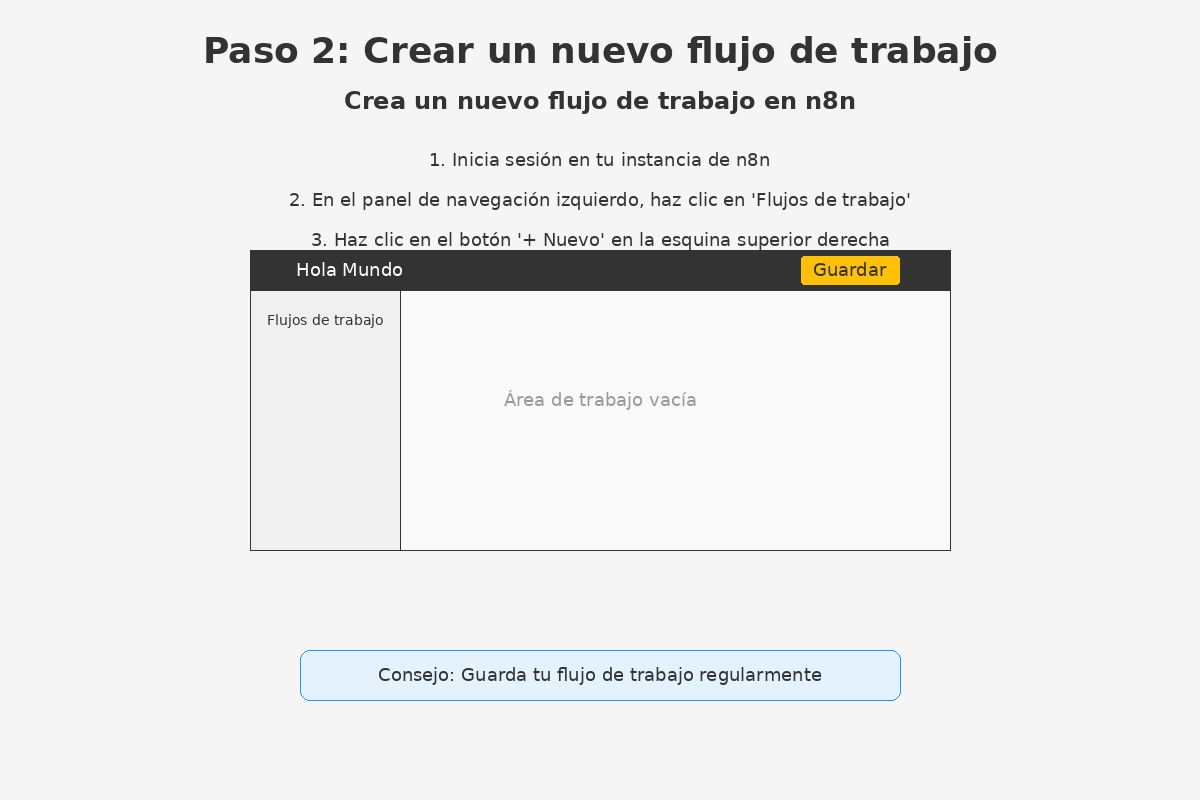 Paso 2: Crear un nuevo flujo de trabajo
Crea un nuevo flujo de trabajo en n8n
1. Inicia sesión en tu instancia de n8n
2. En el panel de navegación izquierdo, haz clic en 'Flujos de trabajo'
3. Haz clic en el botón '+ Nuevo' en la esquina superior derecha
Hola Mundo
Guardar
Flujos de trabajo
Área de trabajo vacía
Consejo: Guarda tu flujo de trabajo regularmente